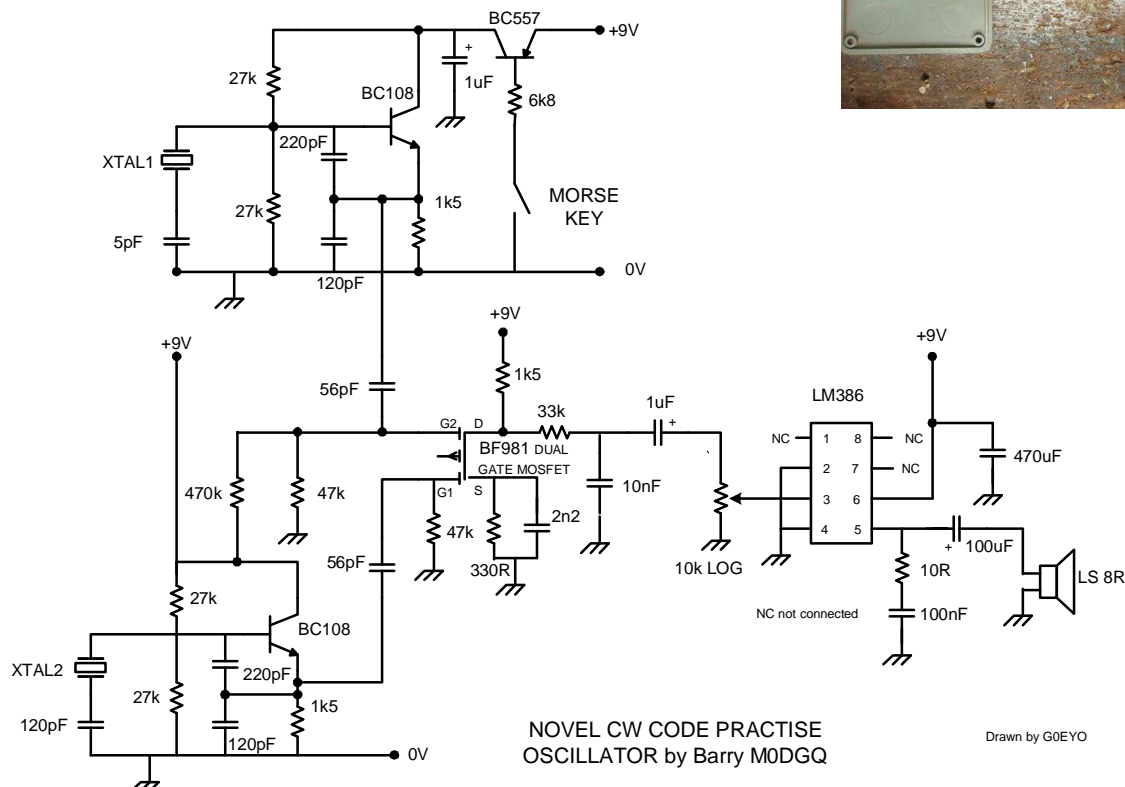 BC557
+9V
27k
+
1uF
BC108
6k8
220pF
XTAL1
MORSE
KEY
1k5
27k
5pF
120pF
0V
+9V
+9V
1k5
56pF
LM386
+9V
33k
1uF
+
G2
D
BF981 DUAL
GATE MOSFET
G1
S
NC
1
8
NC
2
7
NC
3
6
4
5
470uF
470k
47k
10nF
47k
2n2
56pF
330R
10k LOG
+
100uF
10R
LS 8R
NC not connected
100nF
27k
BC108
XTAL2
220pF
27k
1k5
120pF
120pF
0V
NOVEL CW CODE PRACTISE
OSCILLATOR by Barry M0DGQ
Drawn by G0EYO